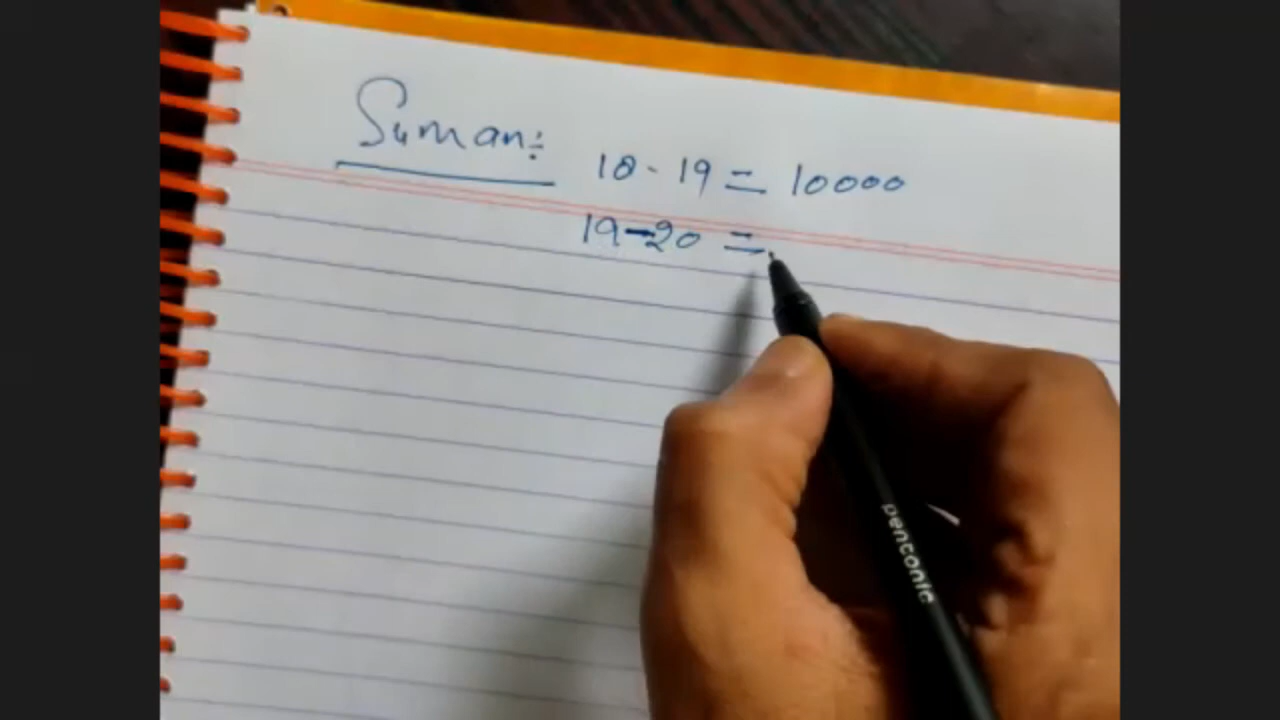 Suman:
18-19 = 10000
19-20 =
penconic